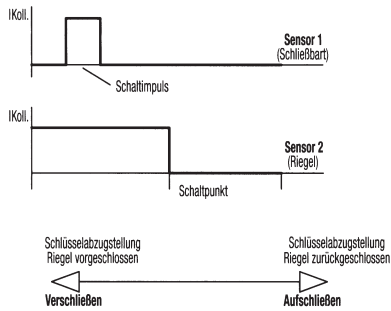 IKoll.
Sensor 1
(Schließbart)
Schaltimpuls
IKoll.
Sensor 2
(Riegel)
Schaltpunkt
Schlüsselabzugstellung
Riegel vorgeschlossen
Schlüsselabzugstellung
Riegel zurückgeschlossen
Verschließen
Aufschließen